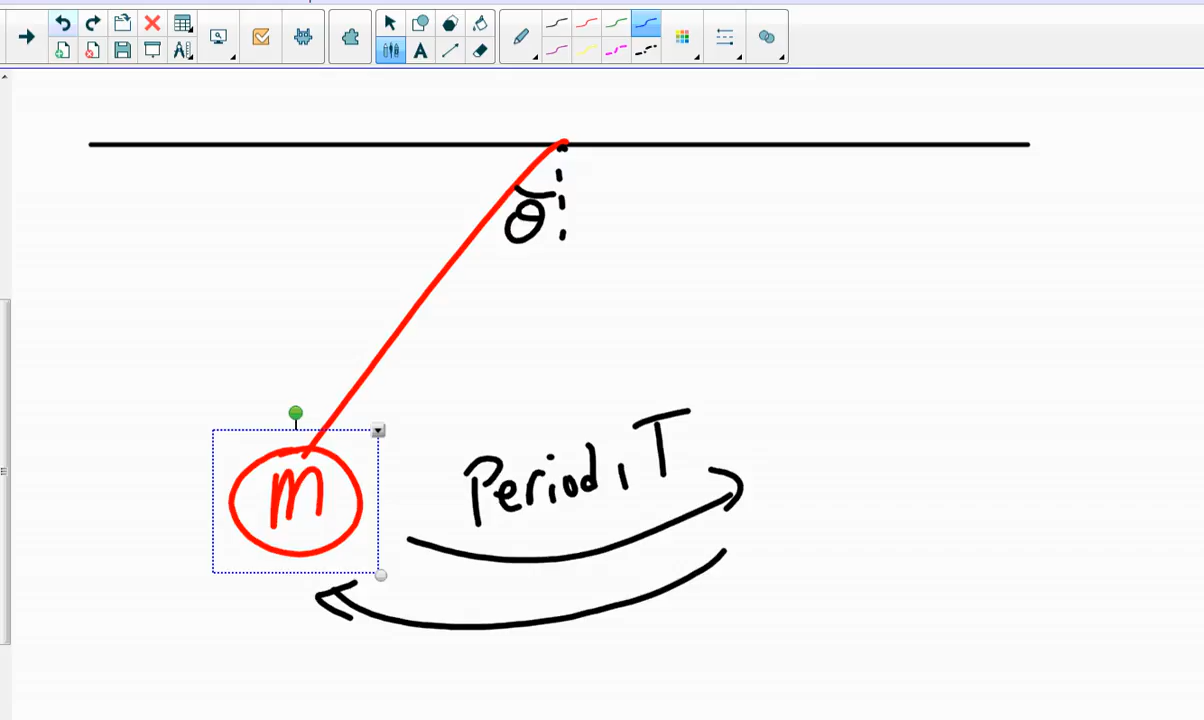 θ
m
Period, T